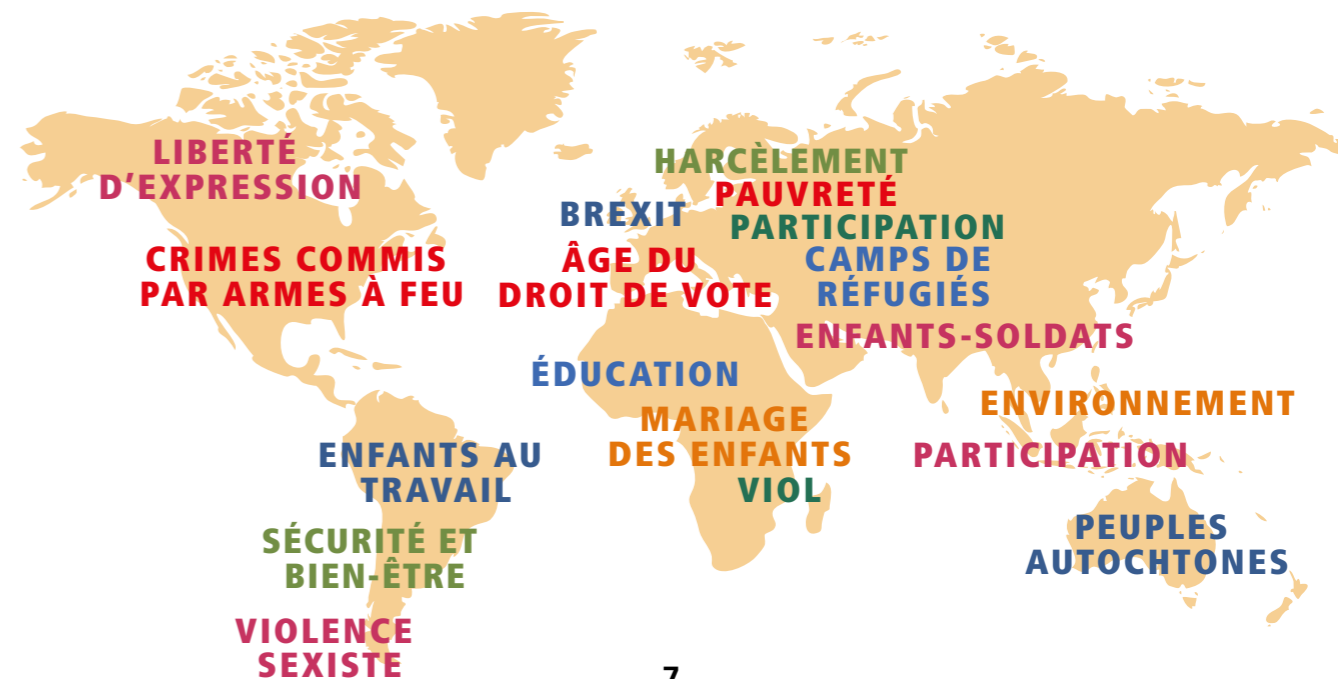 LIBERTÉ
D'EXPRESSION
CRIMES COMMIS
PAR ARMES À FEU
HARCÈLEMENT
PAUVRETÉ
BREXIT
PARTICIPATION
ÂGE DU
DROIT DE VOTE
CAMPS DE
RÉFUGIÉS
ENFANTS-SOLDATS
ÉDUCATION
MARIAGE
DES ENFANTS
VIOL
ENVIRONNEMENT
PARTICIPATION
ENFANTS AU
TRAVAIL
SÉCURITÉ ET
BIEN-ÊTRE
VIOLENCE
SEXISTE
PEUPLES
AUTOCHTONES
7